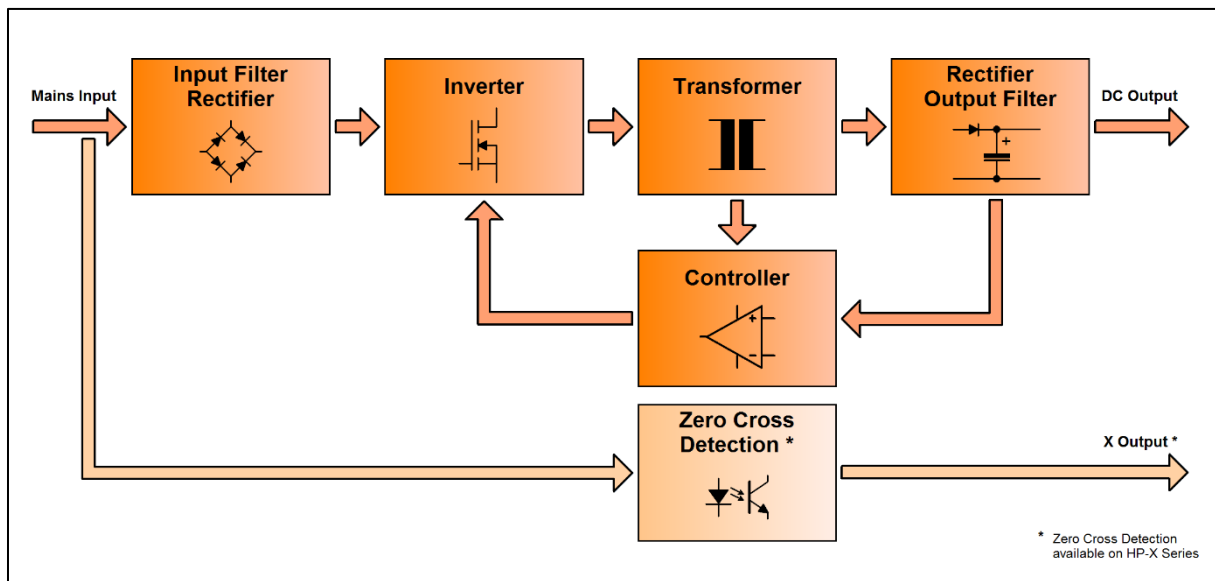 Mains Input
Input Filter
Rectifier
Inverter
Transformer
Rectifier
Output Filter
+
DC Output
Controller
+
−
Zero Cross
Detection *
X Output *
* Zero Cross Detection
available on HP-X Series